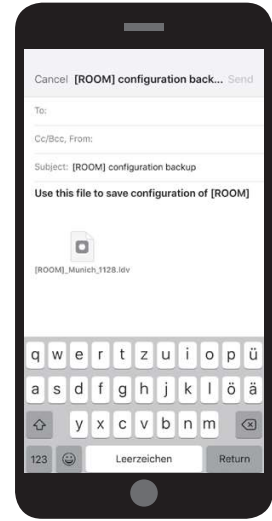 Cancel [ROOM] configuration back... Send
To:
Cc/Bcc, From:
Subject: [ROOM] configuration backup
Use this file to save configuration of [ROOM]
[ROOM]_Munich_1128.ldv
q w e r t z u i o p ü
a s d f g h j k l ö ä
y x c v b n m
123 Leerzeichen Return